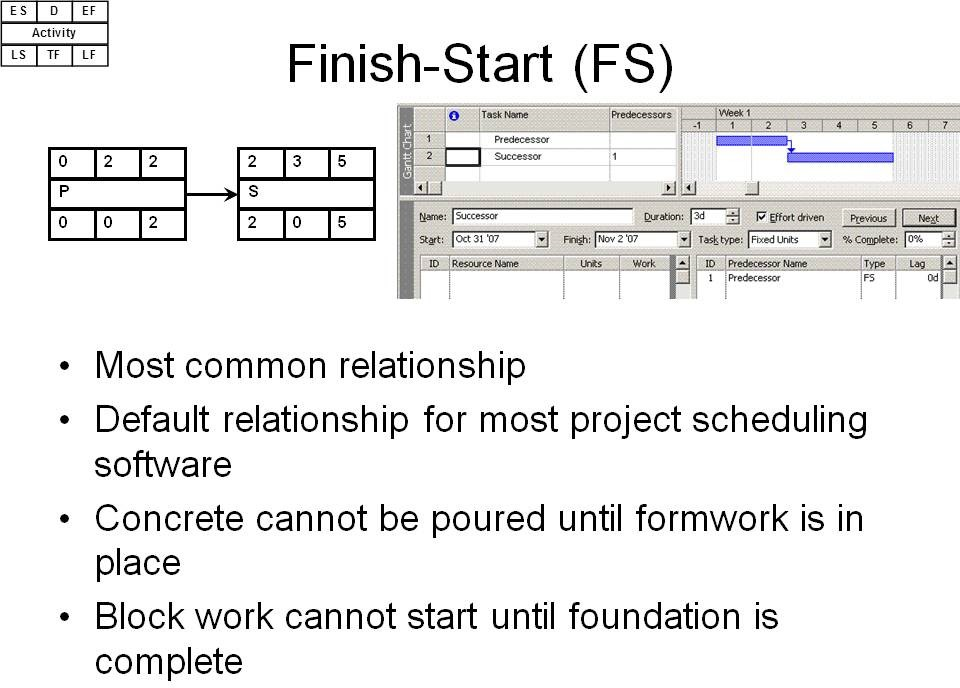 ES D EF
Activity
LS TF LF
Finish-Start (FS)
0 2 2
P
0 0 2
2 3 5
S
2 0 5
Gantt Chart
Task Name Predecessors
1 Predecessor
2 Successor 1
Week 1
-1 1 2 3 4 5 6 7
Name: Successor Duration: 3d Effort driven Previous Next
Start: Oct 31 '07 Finish: Nov 2 '07 Task type: Fixed Units % Complete: 0%
ID Resource Name Units Work
ID Predecessor Name Type Lag
1 Predecessor FS 0d
• Most common relationship
• Default relationship for most project scheduling
software
• Concrete cannot be poured until formwork is in
place
• Block work cannot start until foundation is
complete